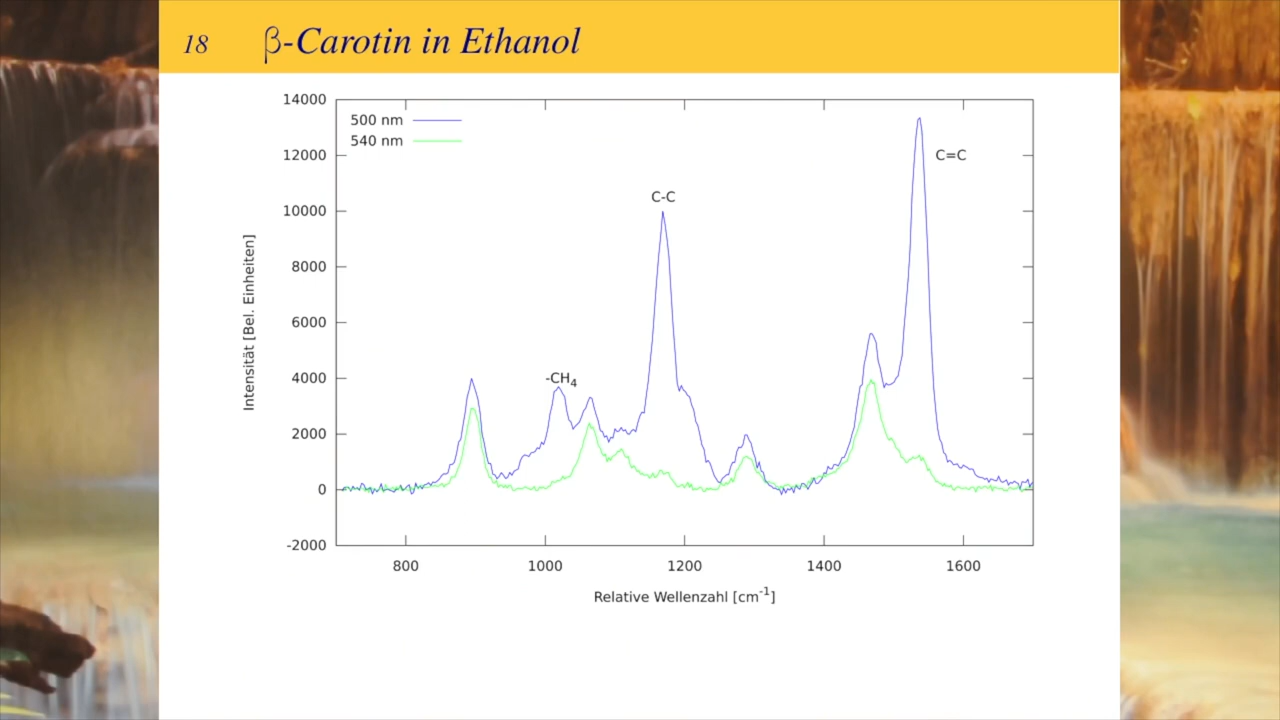 18 β-Carotin in Ethanol
14000
12000
10000
8000
6000
4000
2000
0
-2000
500 nm
540 nm
C=C
C-C
-CH4
Intensität [Bel. Einheiten]
800 1000 1200 1400 1600
Relative Wellenzahl [cm-1]